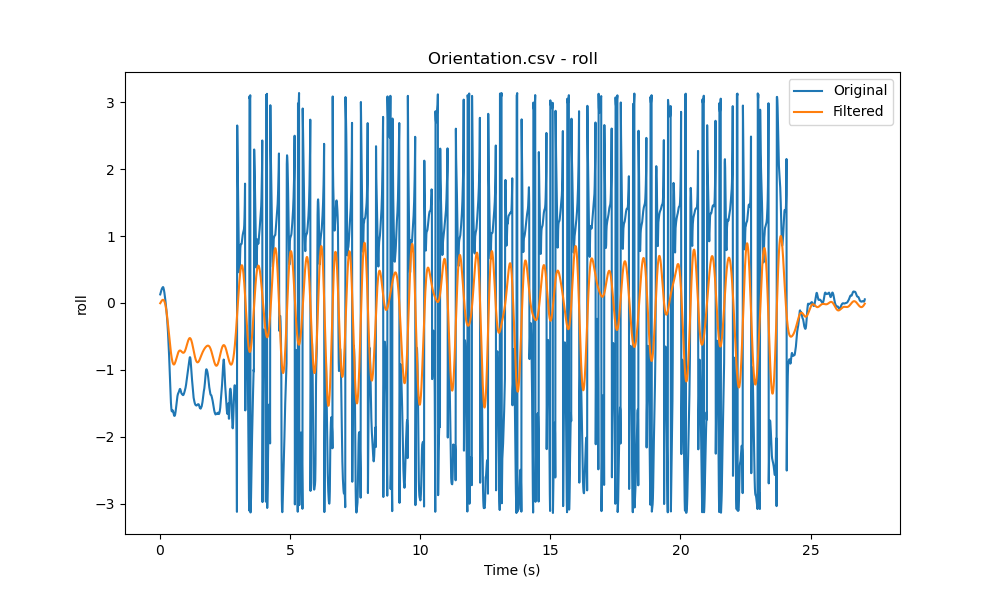 Orientation.csv - roll
Original
Filtered
3
2
1
0
−1
−2
−3
roll
0
5
10
15
20
25
Time (s)